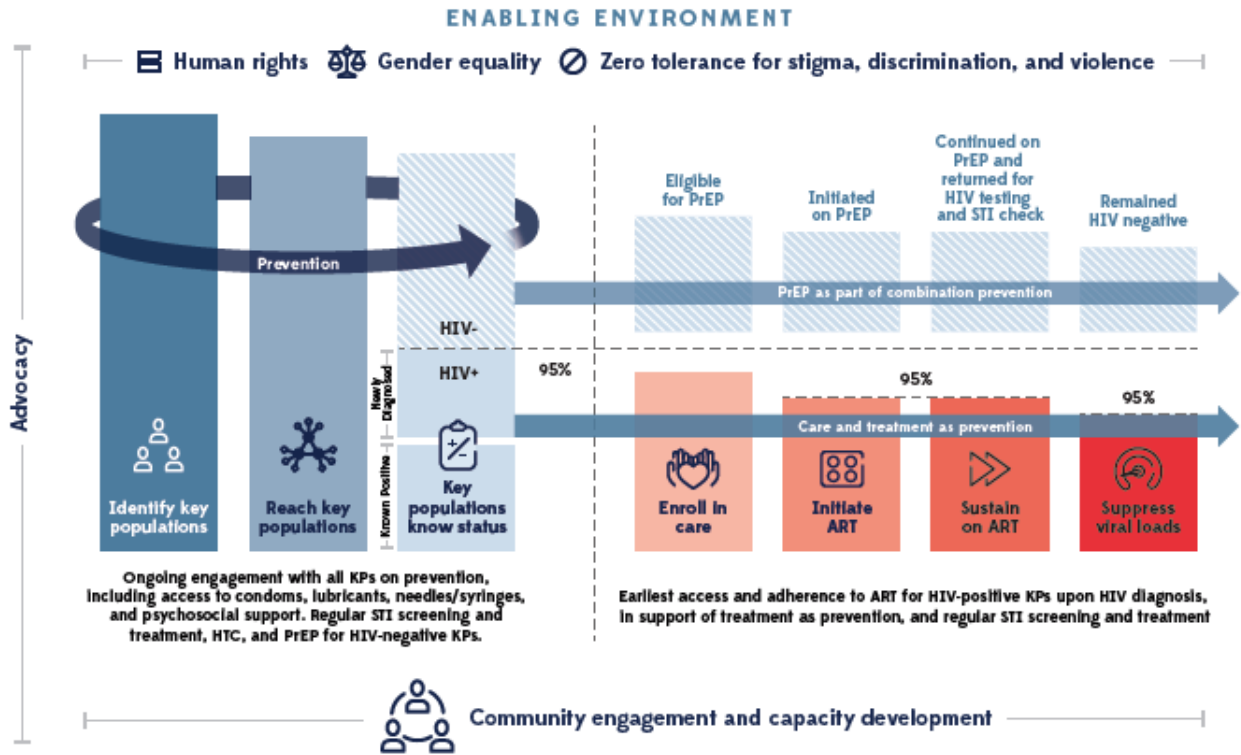 ENABLING ENVIRONMENT
Human rights Gender equality Zero tolerance for stigma, discrimination, and violence
Advocacy
Prevention
HIV-
HIV+
Newly
Diagnosed
Known Positive
95%
Identify key
populations
Reach key
populations
Key
populations
know status
Eligible
for PrEP
Initiated
on PrEP
Continued on
PrEP and
returned for
HIV testing
and STI check
Remained
HIV negative
PrEP as part of combination prevention
95%
95%
Care and treatment as prevention
Enroll in
care
Initiate
ART
Sustain
on ART
Suppress
viral loads
Ongoing engagement with all KPs on prevention,
including access to condoms, lubricants, needles/syringes,
and psychosocial support. Regular STI screening and
treatment, HTC, and PrEP for HIV-negative KPs.
Earliest access and adherence to ART for HIV-positive KPs upon HIV diagnosis,
in support of treatment as prevention, and regular STI screening and treatment
Community engagement and capacity development